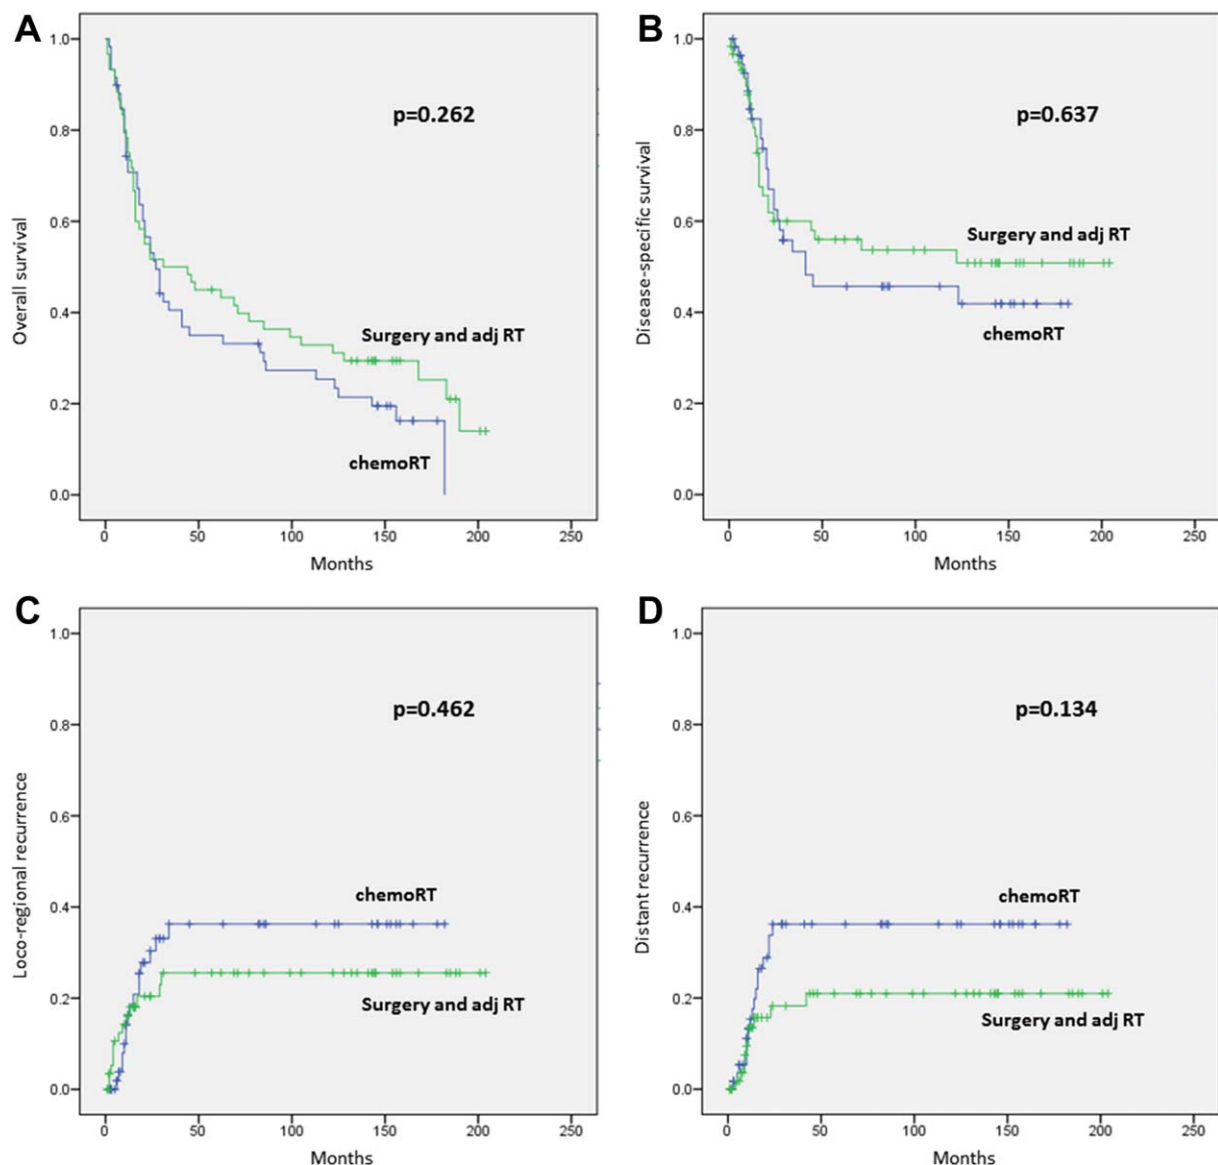 A
Overall survival
1.0
0.8
0.6
0.4
0.2
0.0
p=0.262
Surgery and adj RT
chemoRT
0 50 100 150 200 250
Months
B
Disease-specific survival
1.0
0.8
0.6
0.4
0.2
0.0
p=0.637
Surgery and adj RT
chemoRT
0 50 100 150 200 250
Months
C
Loco-regional recurrence
1.0
0.8
0.6
0.4
0.2
0.0
p=0.462
chemoRT
Surgery and adj RT
0 50 100 150 200 250
Months
D
Distant recurrence
1.0
0.8
0.6
0.4
0.2
0.0
p=0.134
chemoRT
Surgery and adj RT
0 50 100 150 200 250
Months